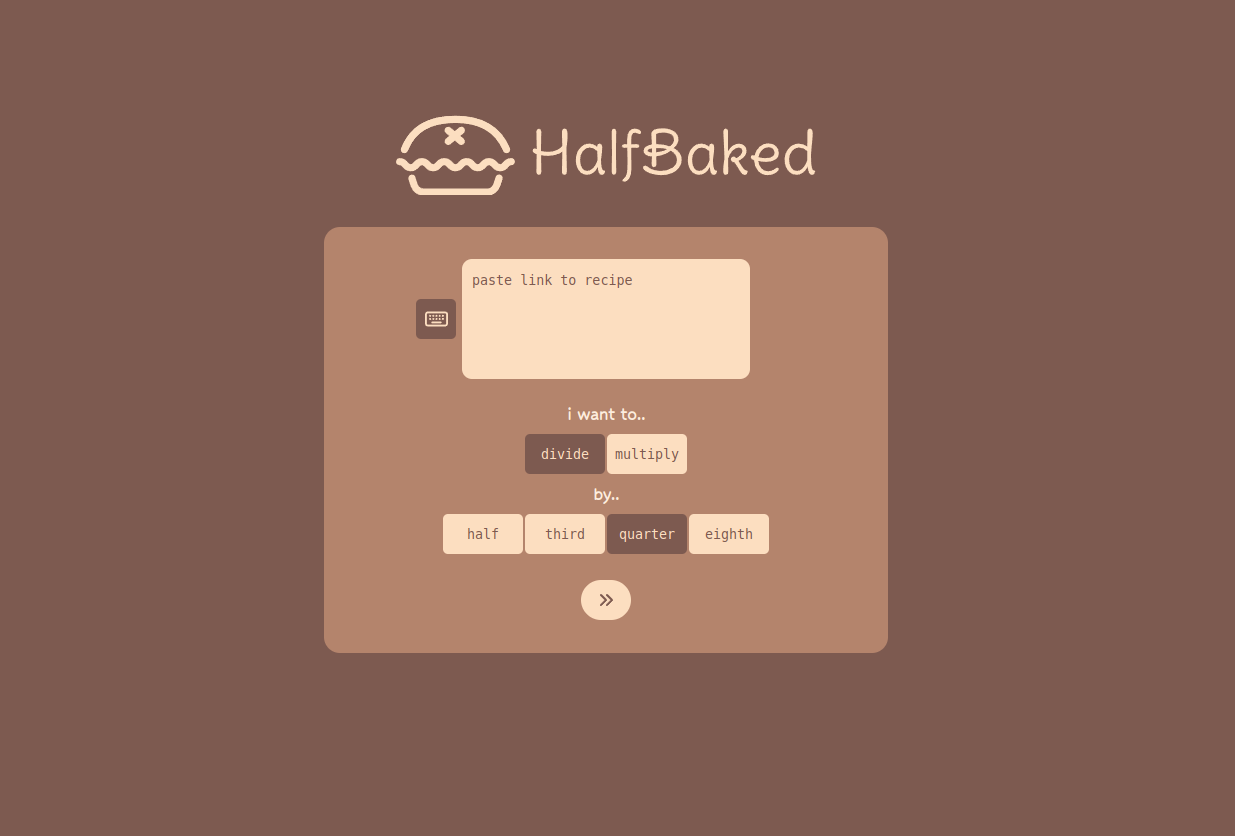 HalfBaked
paste link to recipe
i want to..
divide multiply
by..
half third quarter eighth